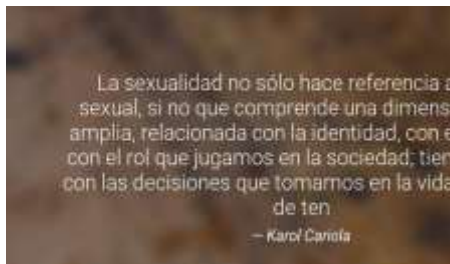 La sexualidad no sólo hace referencia a
sexual, si no que comprende una dimens
amplia, relacionada con la identidad, con e
con el rol que jugamos en la sociedad; tien
con las decisiones que tomamos en la vida
de ten
— Karol Cariola